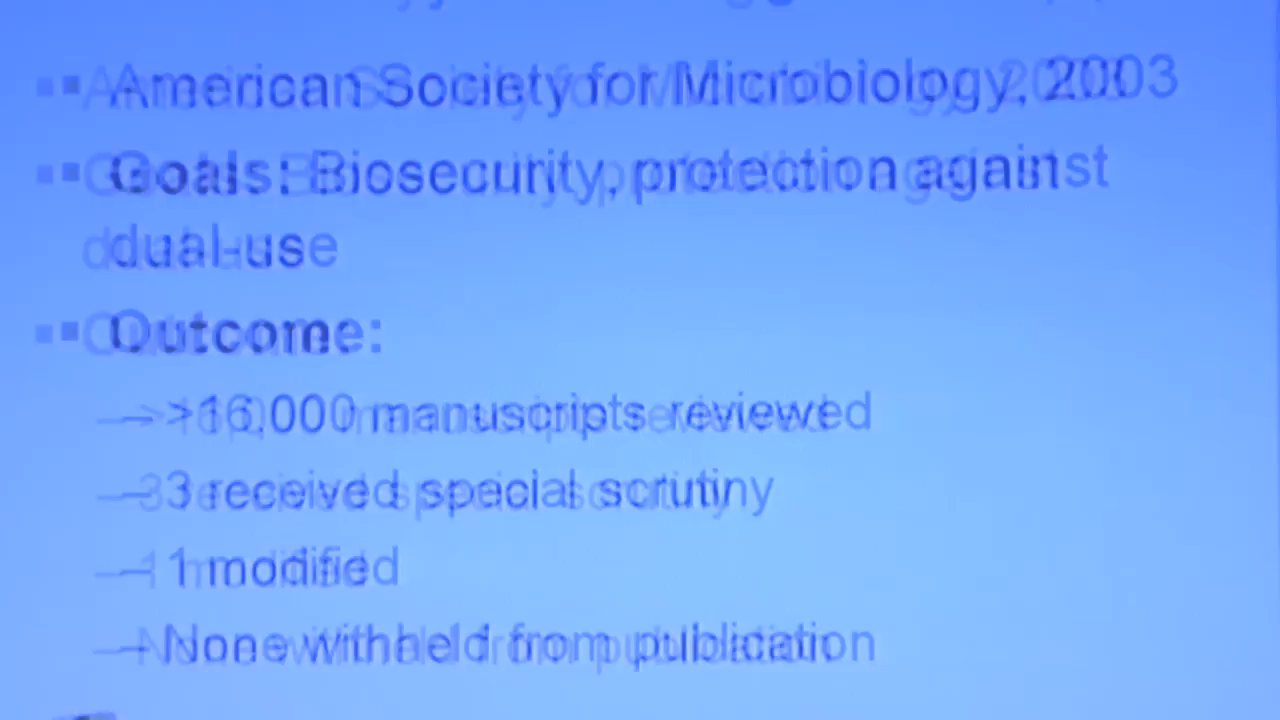 ▪ American Society for Microbiology, 2003
▪ Goals: Biosecurity, protection against
dual-use
▪ Outcome:
— >16,000 manuscripts reviewed
— 3 received special scrutiny
— 1 modified
— None withheld from publication